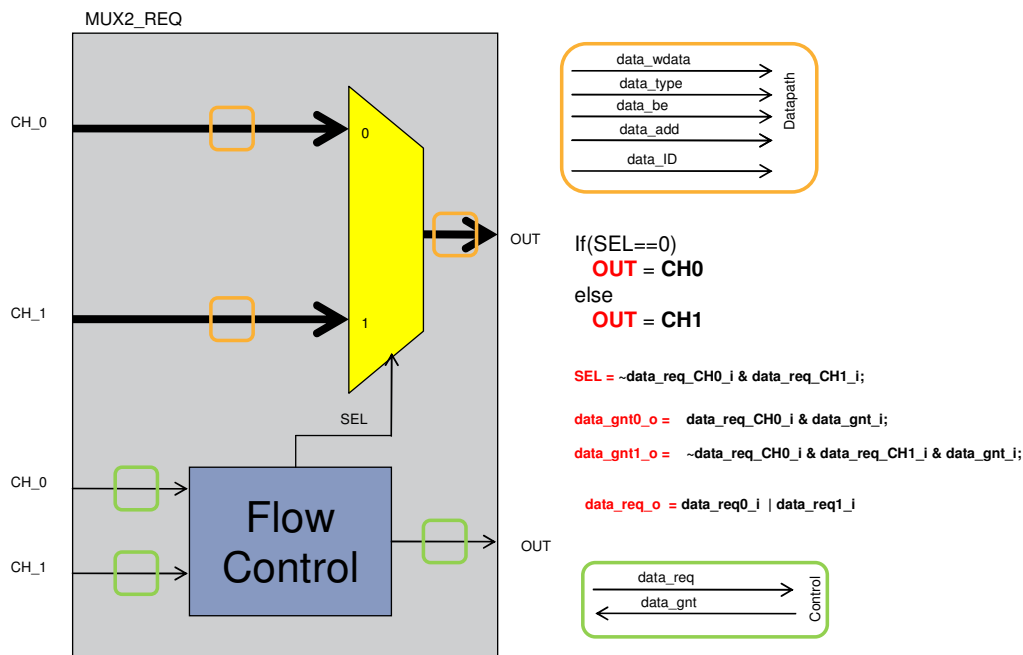 MUX2_REQ
CH_0
0
CH_1
1
OUT
SEL
CH_0
CH_1
Flow
Control
OUT
data_wdata
data_type
data_be
data_add
data_ID
Datapath
If(SEL==0)
OUT = CH0
else
OUT = CH1
SEL = ~data_req_CH0_i & data_req_CH1_i;
data_gnt0_o = data_req_CH0_i & data_gnt_i;
data_gnt1_o = ~data_req_CH0_i & data_req_CH1_i & data_gnt_i;
data_req_o = data_req0_i | data_req1_i
data_req
data_gnt
Control